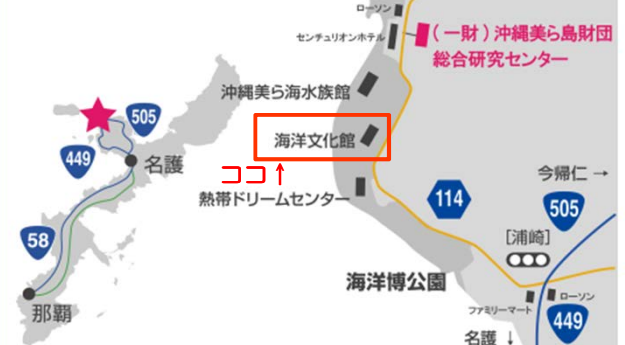 ローソン
センチュリオンホテル
(一財)沖縄美ら島財団
総合研究センター
沖縄美ら海水族館
海洋文化館
ココ↑
熱帯ドリームセンター
505
449
名護
58
那覇
114
今帰仁 →
505
[浦崎]
海洋博公園
ファミリーマート
ローソン
449
名護 ↓